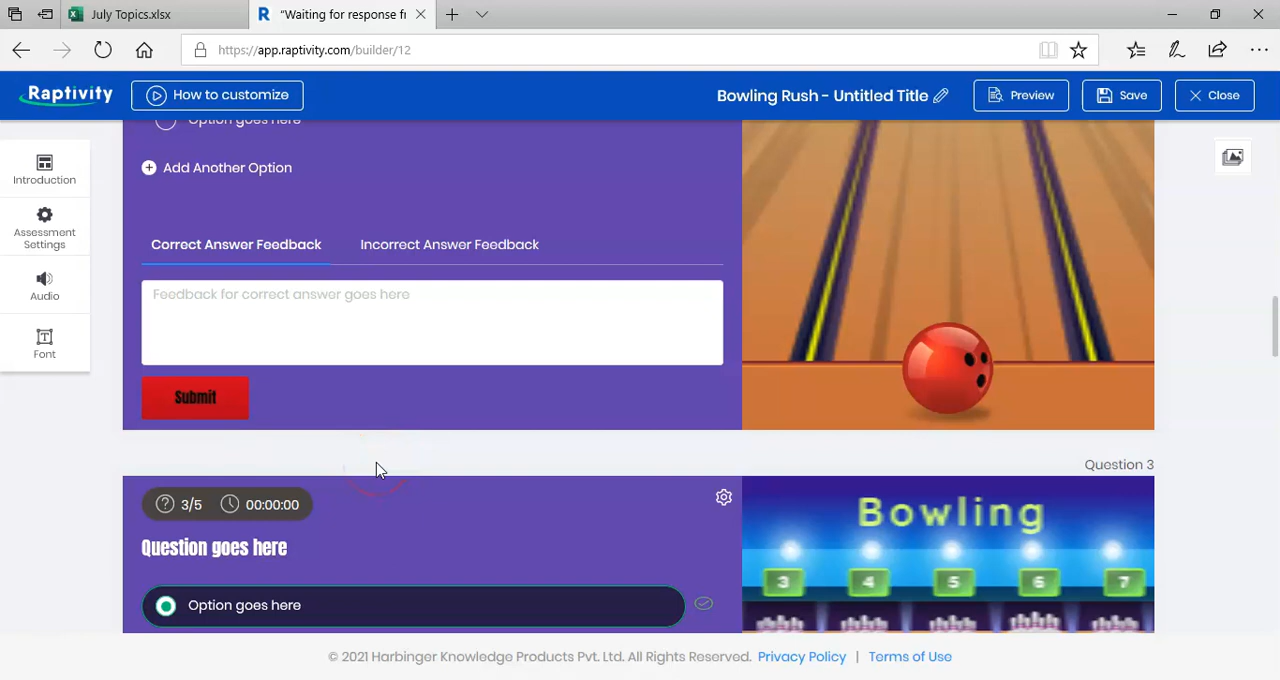 July Topics.xlsx
R "Waiting for response fr
https://app.raptivity.com/builder/12
Raptivity
How to customize
Bowling Rush - Untitled Title
Preview
Save
Close
Introduction
Assessment
Settings
Audio
Font
Option goes here
Add Another Option
Correct Answer Feedback
Incorrect Answer Feedback
Feedback for correct answer goes here
Submit
Question 3
3/5
00:00:00
Question goes here
Option goes here
Bowling
3 4 5 6 7
© 2021 Harbinger Knowledge Products Pvt. Ltd. All Rights Reserved. Privacy Policy | Terms of Use